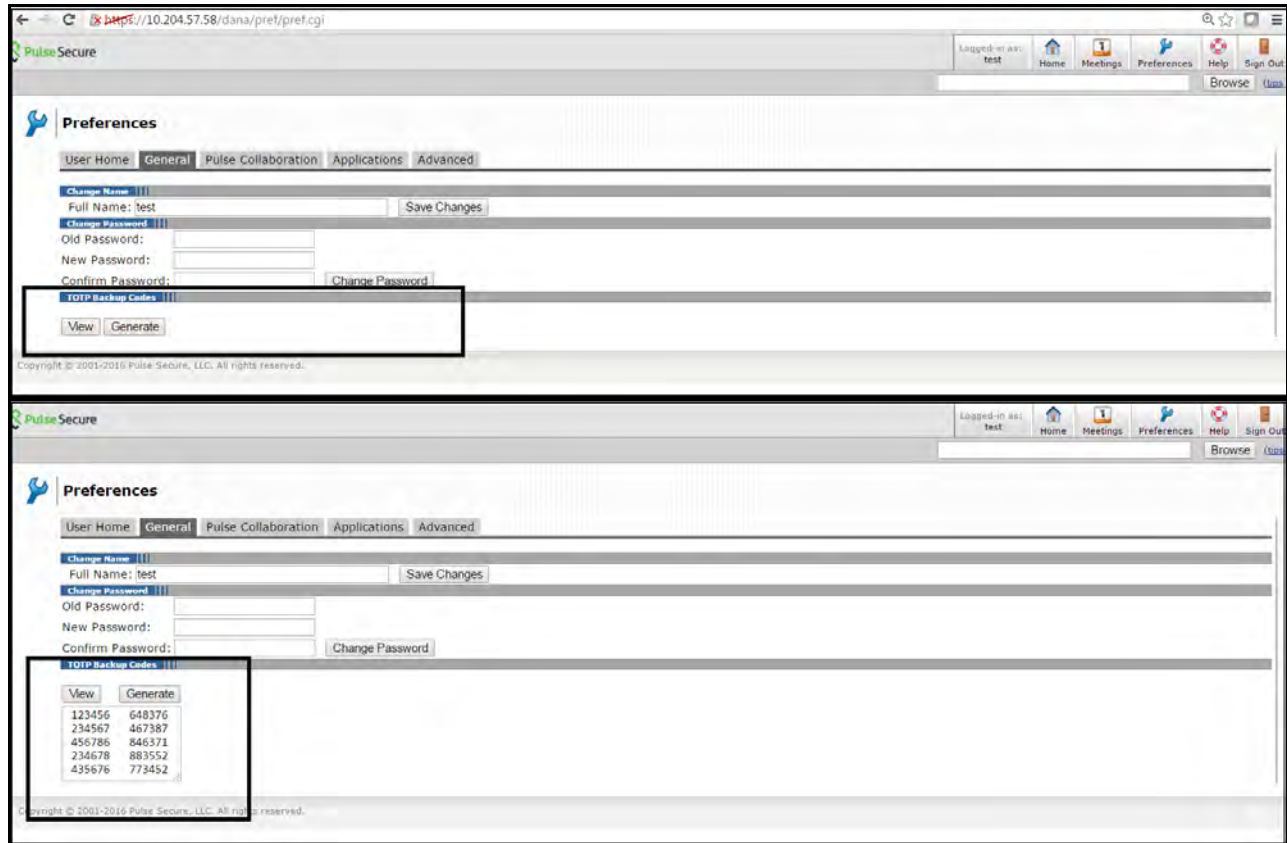 https://10.204.57.58/dana/pref/pref.cgi
Pulse Secure
Logged-in as:
test
Home Meetings Preferences Help Sign Out
Browse (tips
Preferences
User Home General Pulse Collaboration Applications Advanced
Change Name
Full Name: test Save Changes
Change Password
Old Password:
New Password:
Confirm Password: Change Password
TOTP Backup Codes
View Generate
Copyright © 2001-2016 Pulse Secure, LLC. All rights reserved.
Pulse Secure
Logged-in as:
test
Home Meetings Preferences Help Sign Out
Browse (tips
Preferences
User Home General Pulse Collaboration Applications Advanced
Change Name
Full Name: test Save Changes
Change Password
Old Password:
New Password:
Confirm Password: Change Password
TOTP Backup Codes
View Generate
123456 648376
234567 467387
456786 846371
234678 883552
435676 773452
Copyright © 2001-2016 Pulse Secure, LLC. All rights reserved.